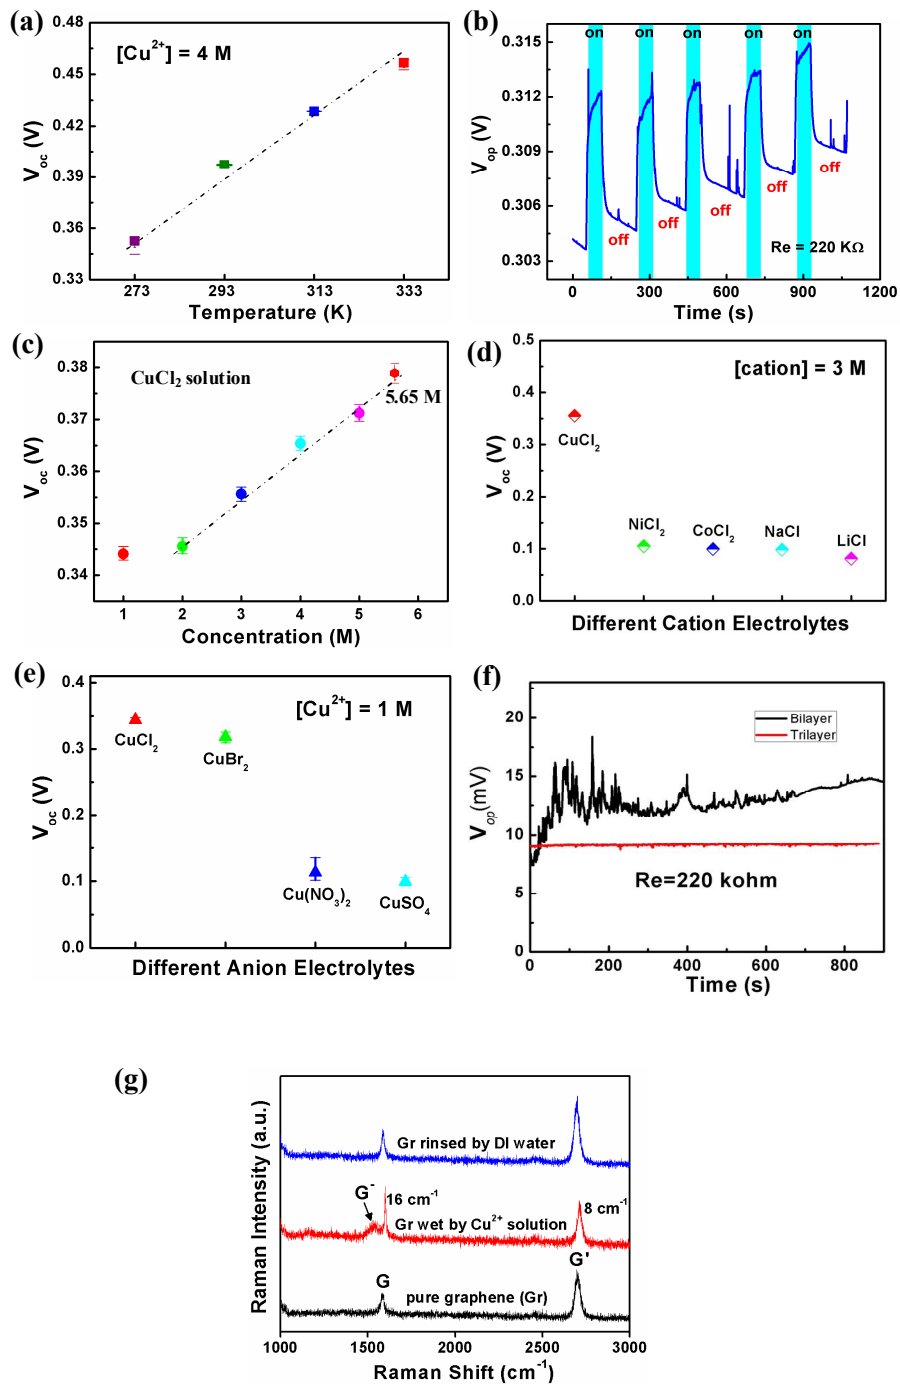 (a)
[Cu²⁺] = 4 M
0.48
0.45
0.42
0.39
0.36
0.33
Voc (V)
273 293 313 333
Temperature (K)
(b)
on on on on on
0.315
0.312
0.309
0.306
0.303
Vop (V)
off off off off off
Re = 220 KΩ
0 300 600 900 1200
Time (s)
(c)
CuCl₂ solution
5.65 M
0.38
0.37
0.36
0.35
0.34
Voc (V)
1 2 3 4 5 6
Concentration (M)
(d)
[cation] = 3 M
0.5
0.4
0.3
0.2
0.1
0.0
Voc (V)
CuCl₂
NiCl₂ CoCl₂ NaCl LiCl
Different Cation Electrolytes
(e)
[Cu²⁺] = 1 M
0.4
0.3
0.2
0.1
0.0
Voc (V)
CuCl₂
CuBr₂
Cu(NO₃)₂
CuSO₄
Different Anion Electrolytes
(f)
Bilayer
Trilayer
20
15
10
5
0
Vop(mV)
Re=220 kohm
0 200 400 600 800
Time (s)
(g)
Raman Intensity (a.u.)
Gr rinsed by DI water
G⁻
16 cm⁻¹
8 cm⁻¹
Gr wet by Cu²⁺ solution
G
G'
pure graphene (Gr)
1000 1500 2000 2500 3000
Raman Shift (cm⁻¹)